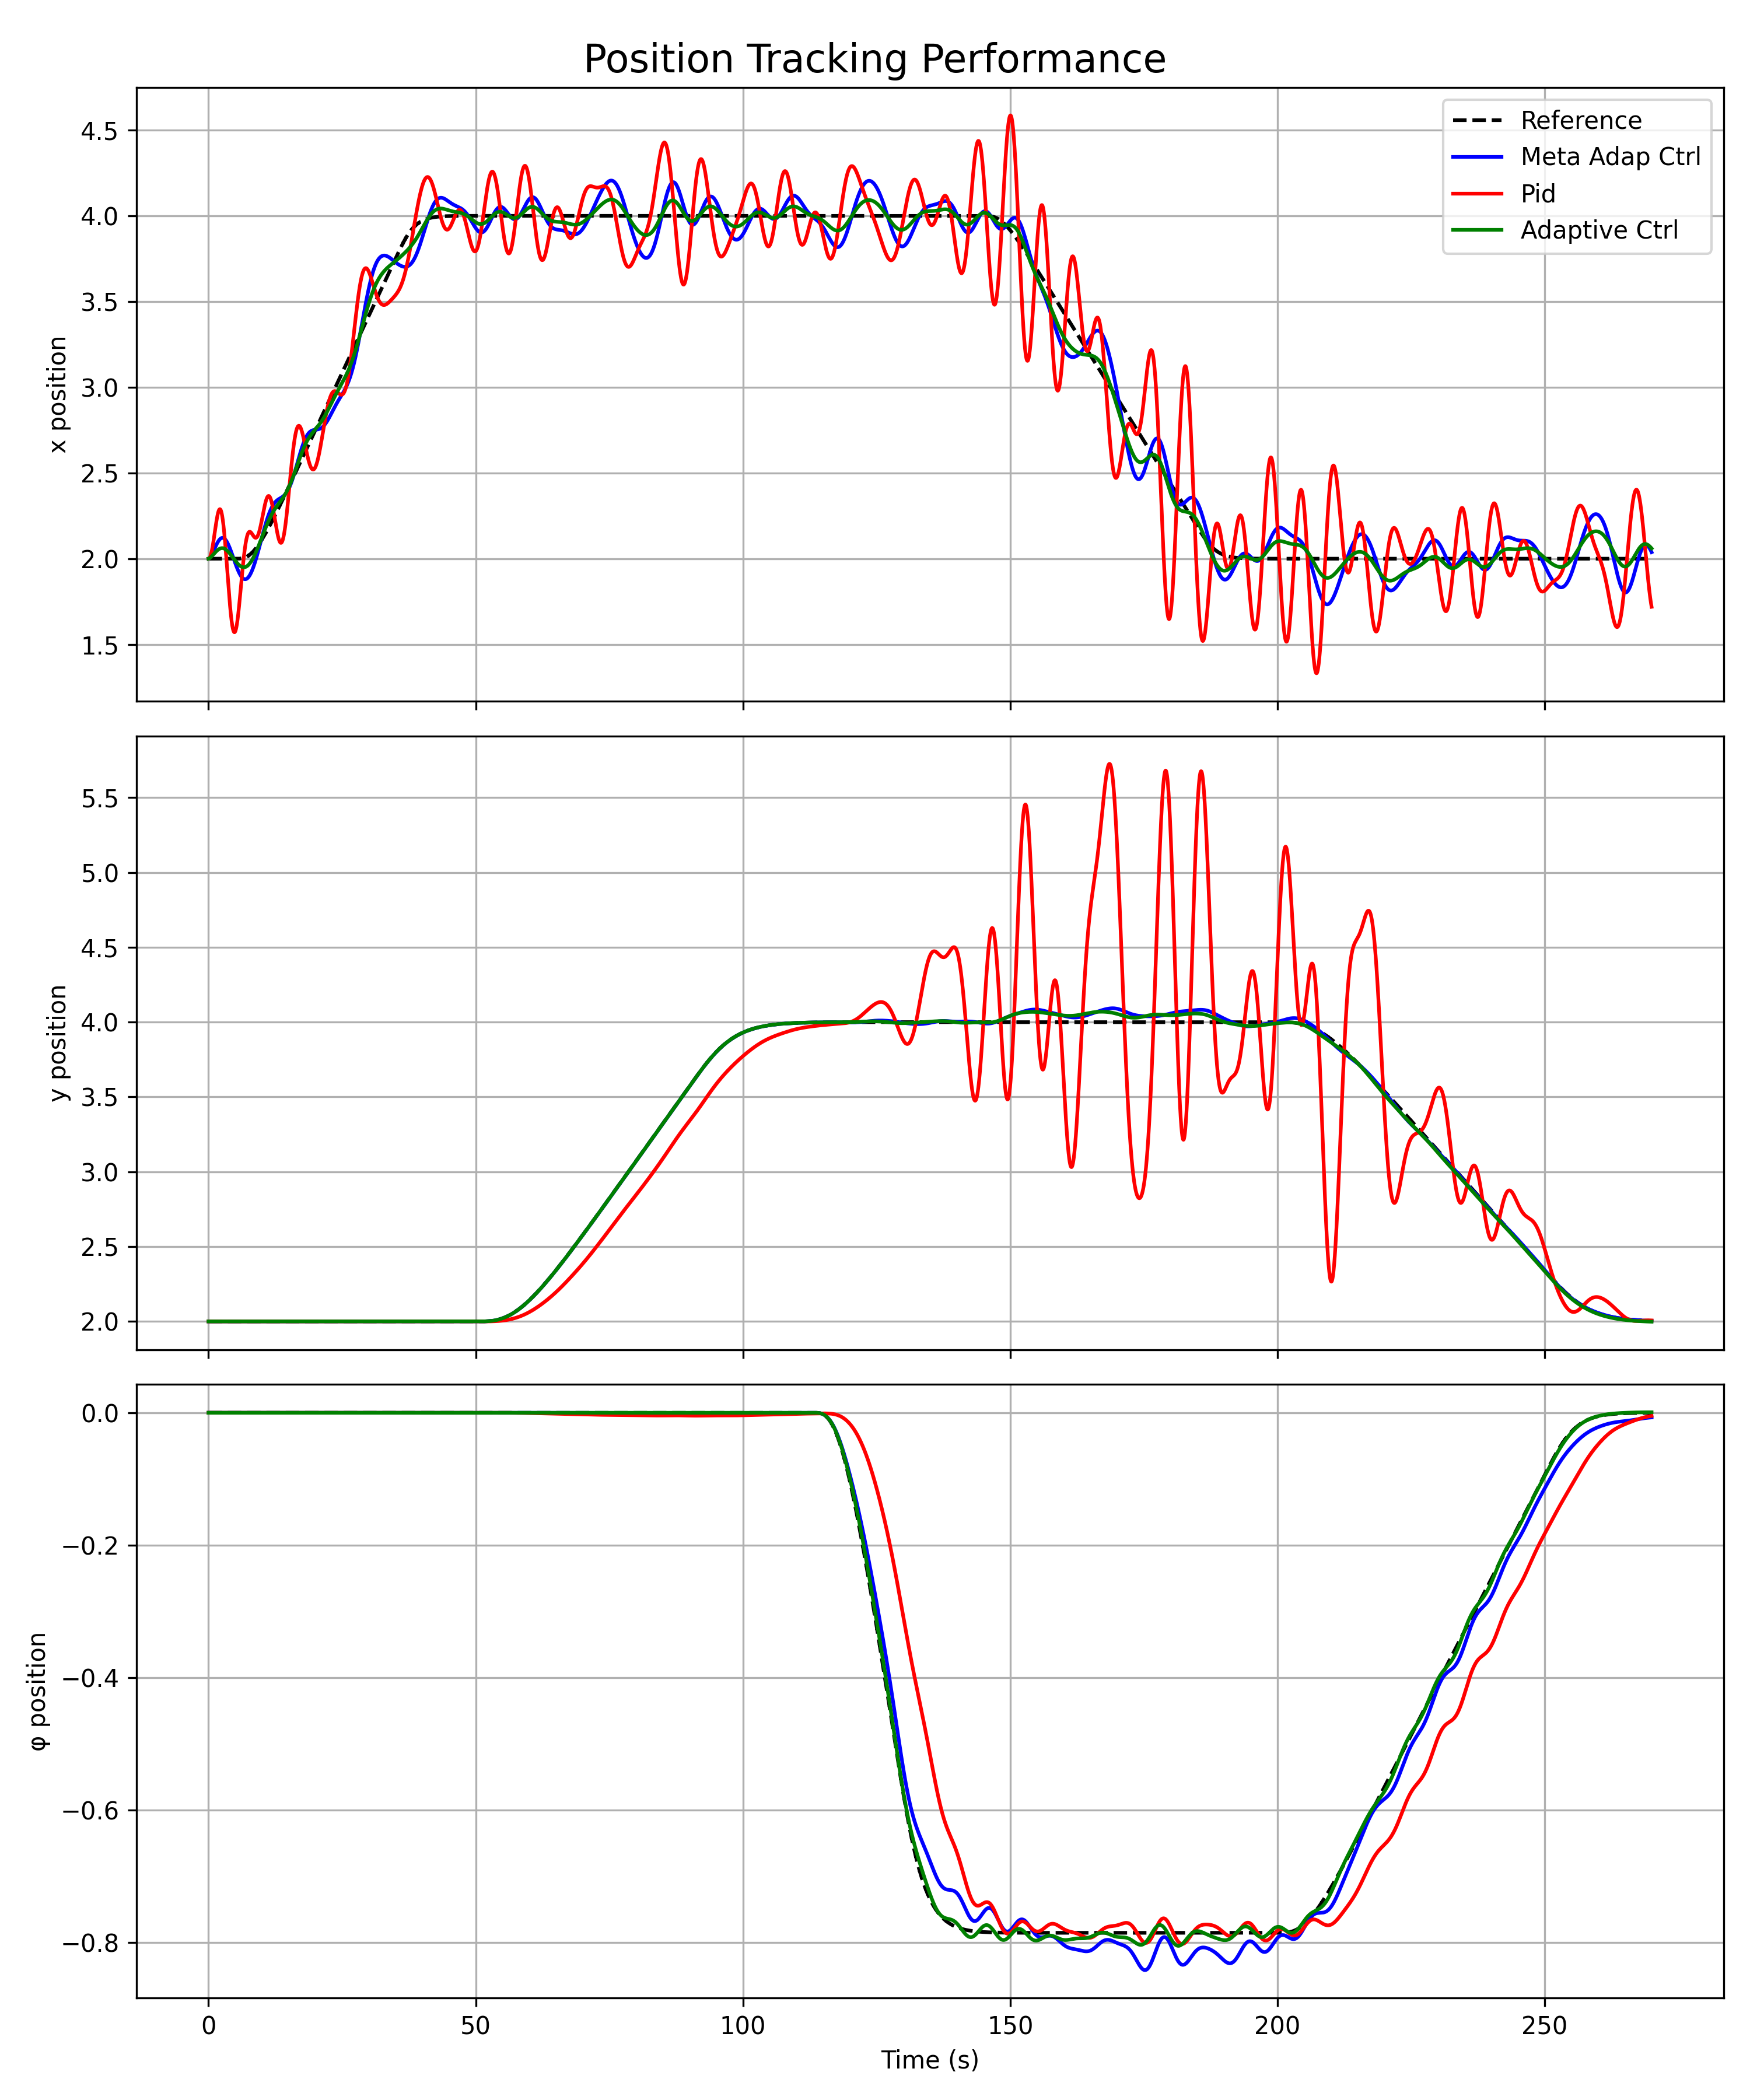 Position Tracking Performance
4.5
4.0
3.5
3.0
2.5
2.0
1.5
x position
Reference
Meta Adap Ctrl
Pid
Adaptive Ctrl
5.5
5.0
4.5
4.0
3.5
3.0
2.5
2.0
y position
0.0
−0.2
−0.4
−0.6
−0.8
φ position
0 50 100 150 200 250
Time (s)